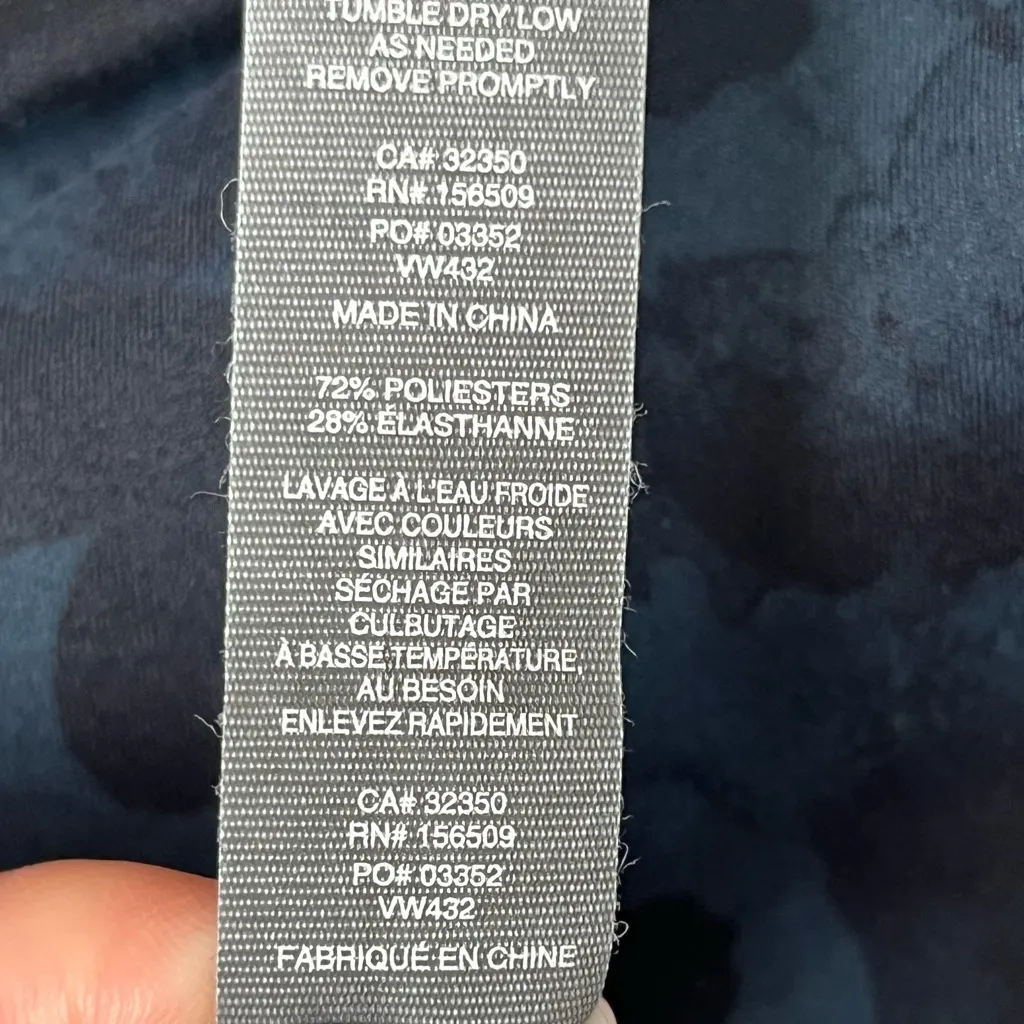 TUMBLE DRY LOW
AS NEEDED
REMOVE PROMPTLY
CA# 32350
RN# 156509
PO# 03352
VW432
MADE IN CHINA
72% POLIESTERS
28% ÉLASTHANNE
LAVAGE À L'EAU FROIDE
AVEC COULEURS
SIMILAIRES
SÉCHAGE PAR
CULBUTAGE
À BASSE TEMPÉRATURE,
AU BESOIN
ENLEVEZ RAPIDEMENT
CA# 32350
RN# 156509
PO# 03352
VW432
FABRIQUÉ EN CHINE